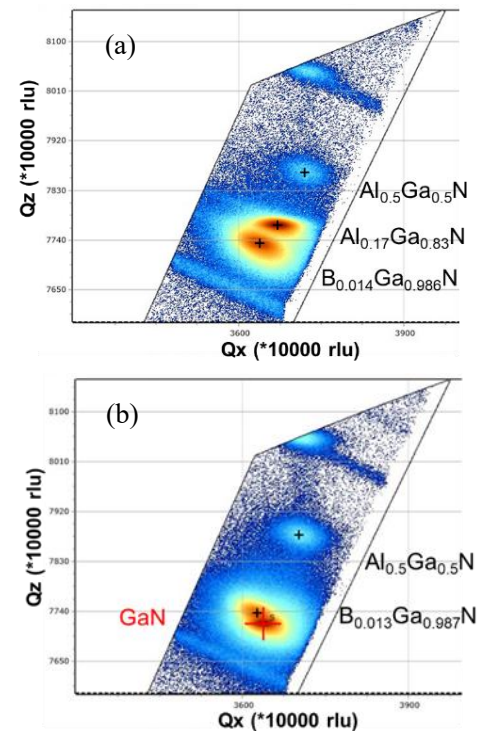 (a)
Qz (*10000 rlu)
8100
8010
7920
7830
7740
7650
Al0.5Ga0.5N
Al0.17Ga0.83N
B0.014Ga0.986N
3600
3900
Qx (*10000 rlu)
(b)
Qz (*10000 rlu)
8100
8010
7920
7830
7740
7650
Al0.5Ga0.5N
GaN
B0.013Ga0.987N
3600
3900
Qx (*10000 rlu)